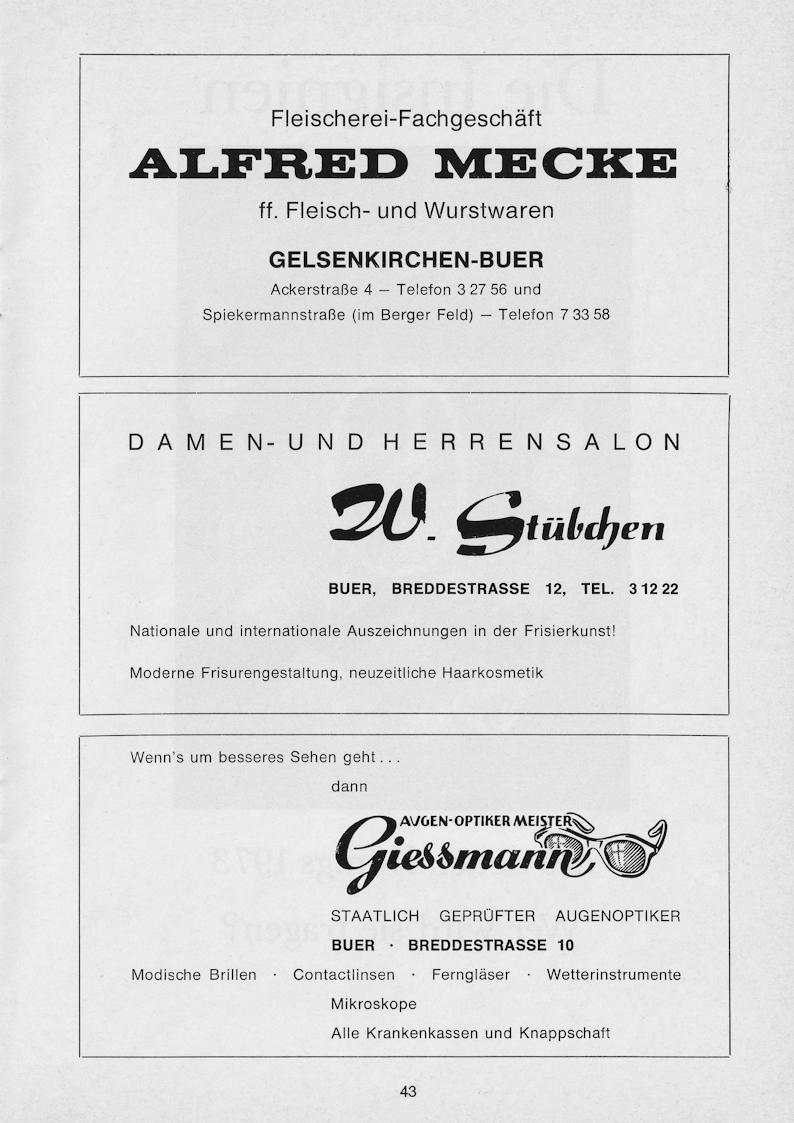 Fleischerei-Fachgeschäft
ALFRED MECKE
ff. Fleisch- und Wurstwaren
GELSENKIRCHEN-BUER
Ackerstraße 4 — Telefon 3 27 56 und
Spiekermannstraße (im Berger Feld) — Telefon 7 33 58
DAMEN- UND HERRENSALON
W. Stübchen
BUER, BREDDESTRASSE 12, TEL. 3 12 22
Nationale und internationale Auszeichnungen in der Frisierkunst!
Moderne Frisurengestaltung, neuzeitliche Haarkosmetik
Wenn's um besseres Sehen geht . . .
dann
AUGEN-OPTIKER MEISTER
Giessmann
STAATLICH GEPRÜFTER AUGENOPTIKER
BUER · BREDDESTRASSE 10
Modische Brillen · Contactlinsen · Ferngläser · Wetterinstrumente
Mikroskope
Alle Krankenkassen und Knappschaft
43